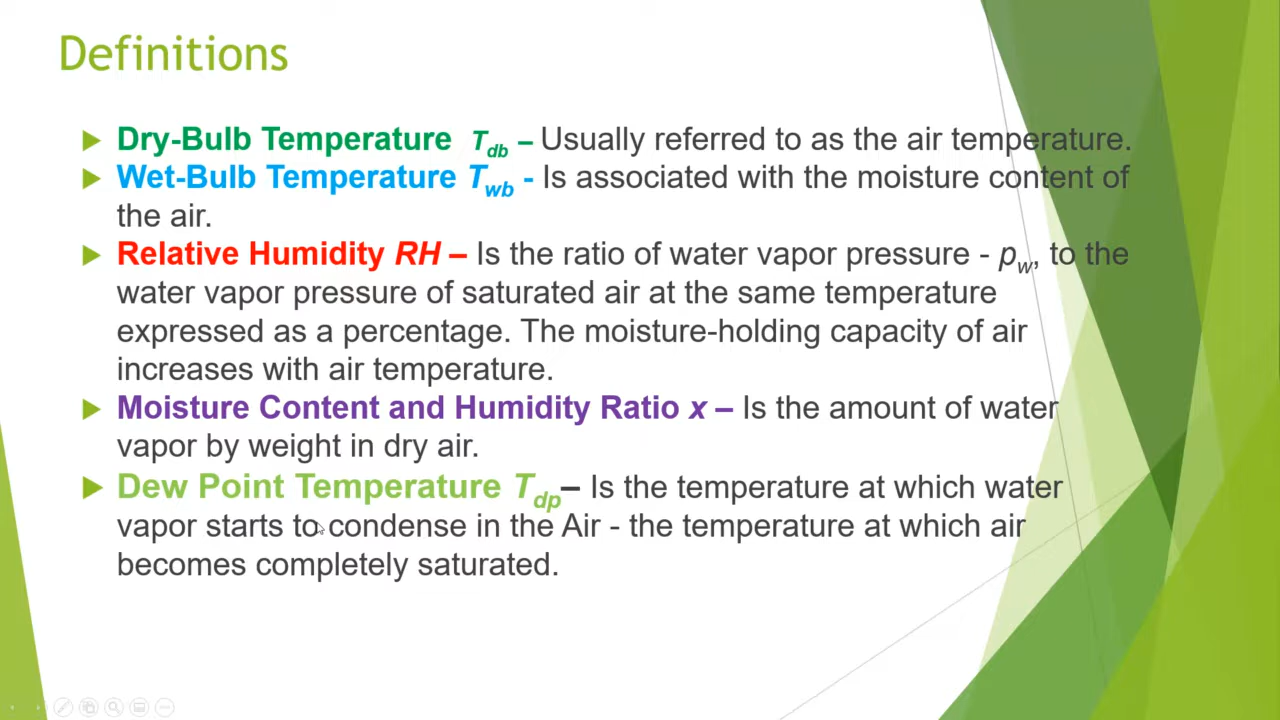 Definitions
Dry-Bulb Temperature Tdb – Usually referred to as the air temperature.
Wet-Bulb Temperature Twb - Is associated with the moisture content of
the air.
Relative Humidity RH – Is the ratio of water vapor pressure - pw, to the
water vapor pressure of saturated air at the same temperature
expressed as a percentage. The moisture-holding capacity of air
increases with air temperature.
Moisture Content and Humidity Ratio x – Is the amount of water
vapor by weight in dry air.
Dew Point Temperature Tdp– Is the temperature at which water
vapor starts to condense in the Air - the temperature at which air
becomes completely saturated.